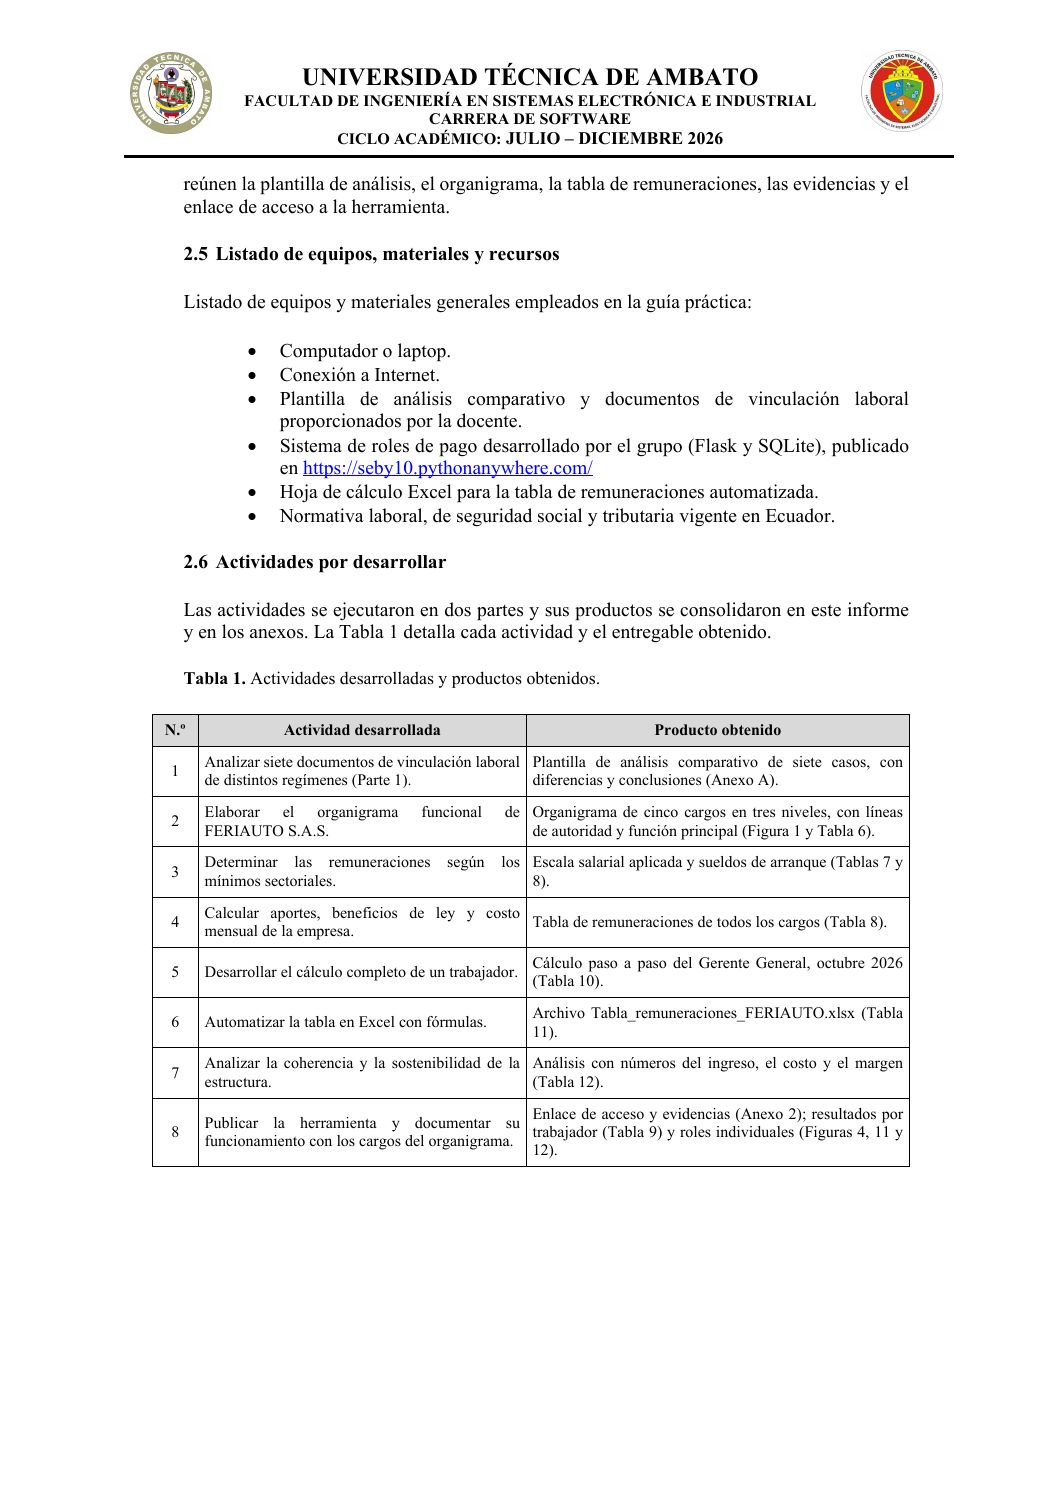 UNIVERSIDAD TÉCNICA DE AMBATO
FACULTAD DE INGENIERÍA EN SISTEMAS ELECTRÓNICA E INDUSTRIAL
CARRERA DE SOFTWARE
CICLO ACADÉMICO: JULIO – DICIEMBRE 2026
reúnen la plantilla de análisis, el organigrama, la tabla de remuneraciones, las evidencias y el
enlace de acceso a la herramienta.
2.5 Listado de equipos, materiales y recursos
Listado de equipos y materiales generales empleados en la guía práctica:
• Computador o laptop.
• Conexión a Internet.
• Plantilla de análisis comparativo y documentos de vinculación laboral
proporcionados por la docente.
• Sistema de roles de pago desarrollado por el grupo (Flask y SQLite), publicado
en https://seby10.pythonanywhere.com/
• Hoja de cálculo Excel para la tabla de remuneraciones automatizada.
• Normativa laboral, de seguridad social y tributaria vigente en Ecuador.
2.6 Actividades por desarrollar
Las actividades se ejecutaron en dos partes y sus productos se consolidaron en este informe
y en los anexos. La Tabla 1 detalla cada actividad y el entregable obtenido.
Tabla 1. Actividades desarrolladas y productos obtenidos.
N.º Actividad desarrollada Producto obtenido
1 Analizar siete documentos de vinculación laboral
de distintos regímenes (Parte 1).
Plantilla de análisis comparativo de siete casos, con
diferencias y conclusiones (Anexo A).
2 Elaborar el organigrama funcional de
FERIAUTO S.A.S.
Organigrama de cinco cargos en tres niveles, con líneas
de autoridad y función principal (Figura 1 y Tabla 6).
3 Determinar las remuneraciones según los
mínimos sectoriales.
Escala salarial aplicada y sueldos de arranque (Tablas 7 y
8).
4 Calcular aportes, beneficios de ley y costo
mensual de la empresa.
Tabla de remuneraciones de todos los cargos (Tabla 8).
5 Desarrollar el cálculo completo de un trabajador.
Cálculo paso a paso del Gerente General, octubre 2026
(Tabla 10).
6 Automatizar la tabla en Excel con fórmulas.
Archivo Tabla_remuneraciones_FERIAUTO.xlsx (Tabla
11).
7 Analizar la coherencia y la sostenibilidad de la
estructura.
Análisis con números del ingreso, el costo y el margen
(Tabla 12).
8 Publicar la herramienta y documentar su
funcionamiento con los cargos del organigrama.
Enlace de acceso y evidencias (Anexo 2); resultados por
trabajador (Tabla 9) y roles individuales (Figuras 4, 11 y
12).